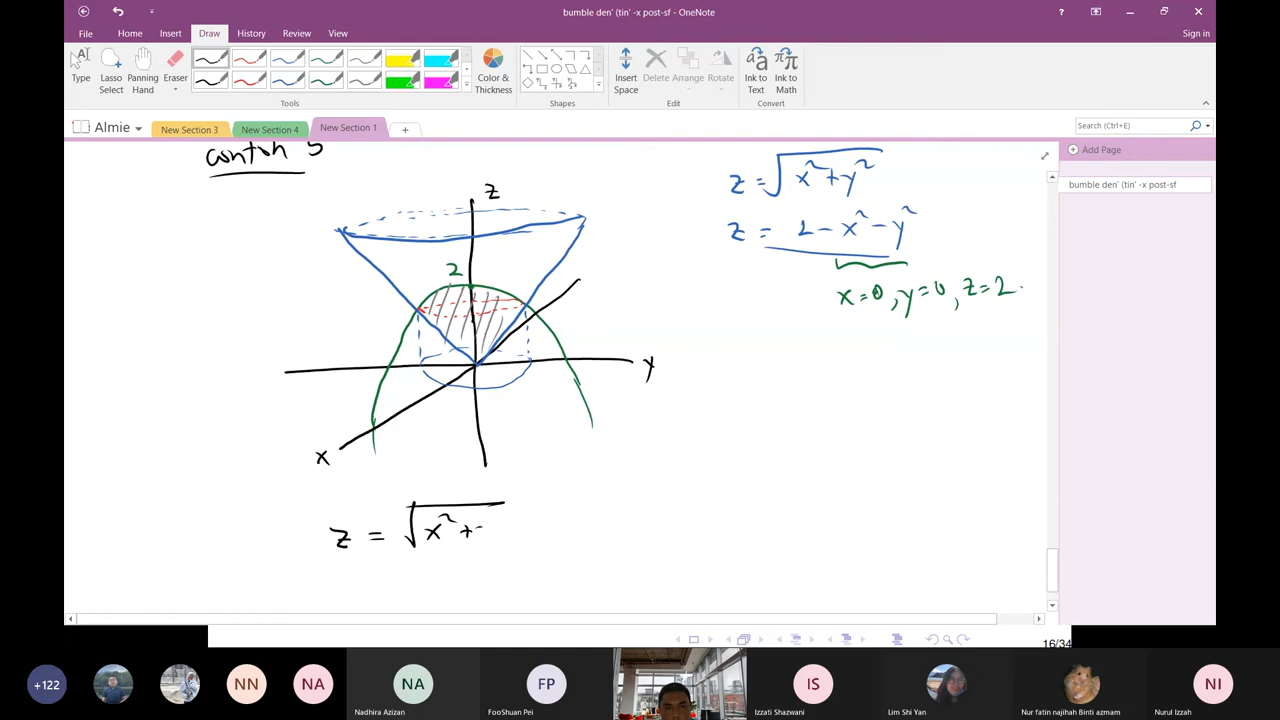 bumble den' (tin' -x post-sf - OneNote
?
File Home Insert Draw History Review View Sign in
Type
Lasso Select
Panning Hand
Eraser
Color & Thickness
Insert Space
Delete
Arrange
Rotate
Ink to Text
Ink to Math
Tools Shapes Edit Convert
Almie New Section 3 New Section 4 New Section 1 + Search (Ctrl+E)
Add Page
bumble den' (tin' -x post-sf
contoh 5
z = √(x²+y²)
z = 2 - x² - y²
x=0, y=0, z=2.
z
2
y
x
z = √(x²+
16/34
+122 NN NA NA FP IS NI
Nadhira Azizan FooShuan Pei Izzati Shazwani Lim Shi Yan Nur fatin najihah Binti azmam Nurul Izzah